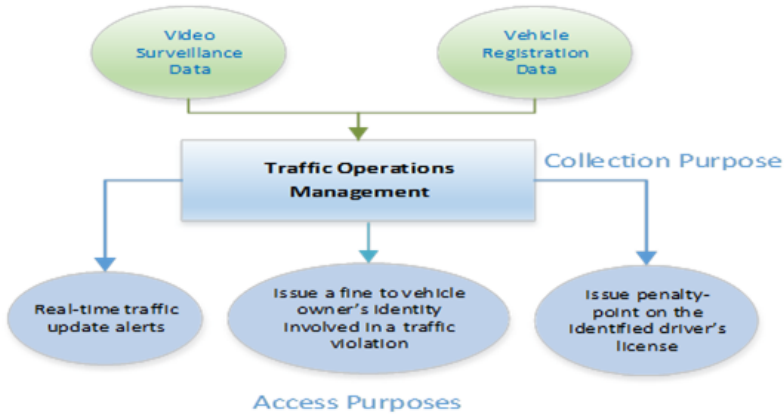 Video
Surveillance
Data
Vehicle
Registration
Data
Traffic Operations
Management
Collection Purpose
Real-time traffic
update alerts
Issue a fine to vehicle
owner's identity
involved in a traffic
violation
Issue penalty-
point on the
identified driver's
license
Access Purposes